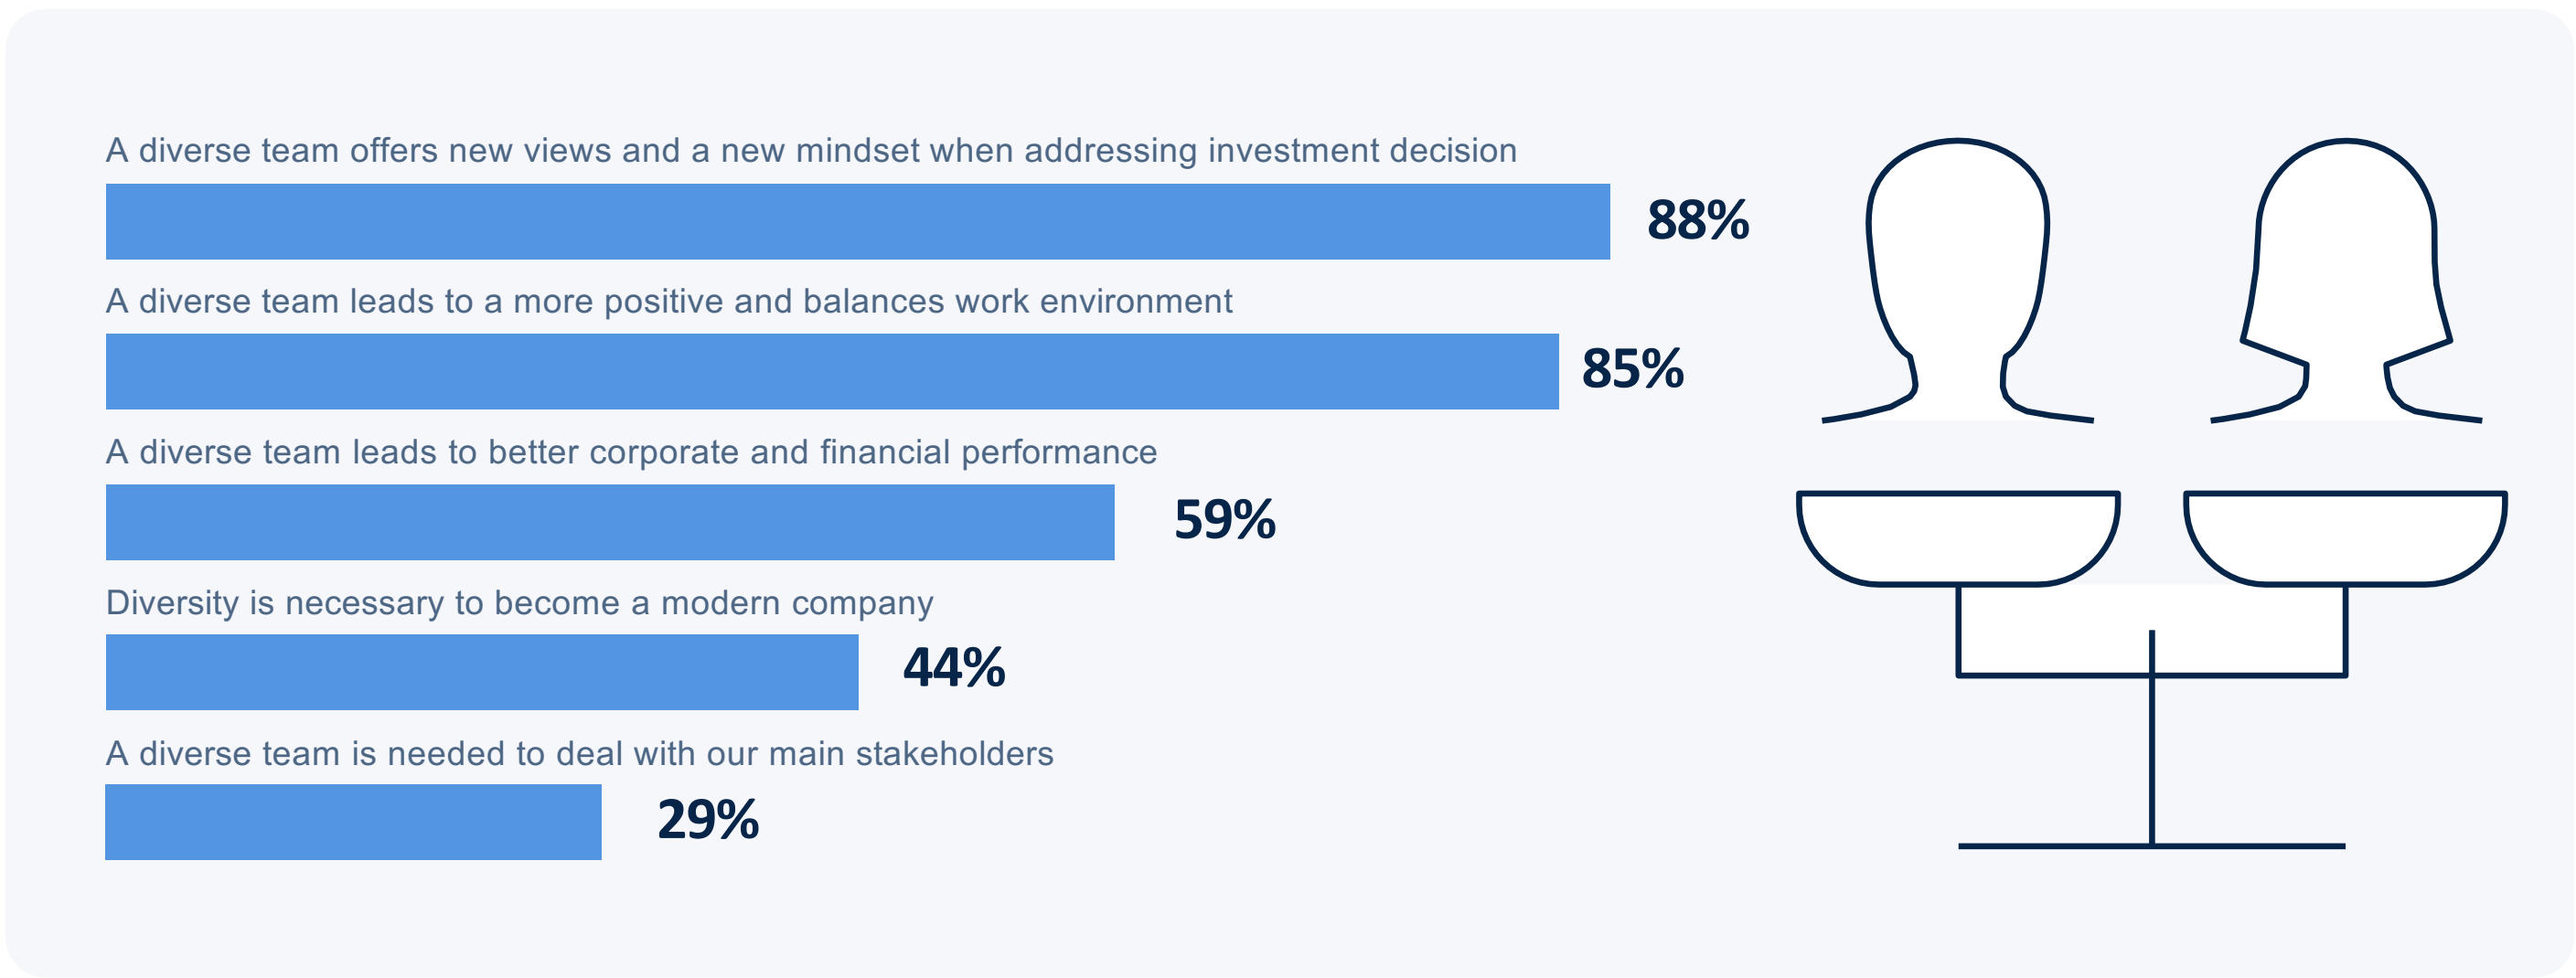 A diverse team offers new views and a new mindset when addressing investment decision
88%
A diverse team leads to a more positive and balances work environment
85%
A diverse team leads to better corporate and financial performance
59%
Diversity is necessary to become a modern company
44%
A diverse team is needed to deal with our main stakeholders
29%